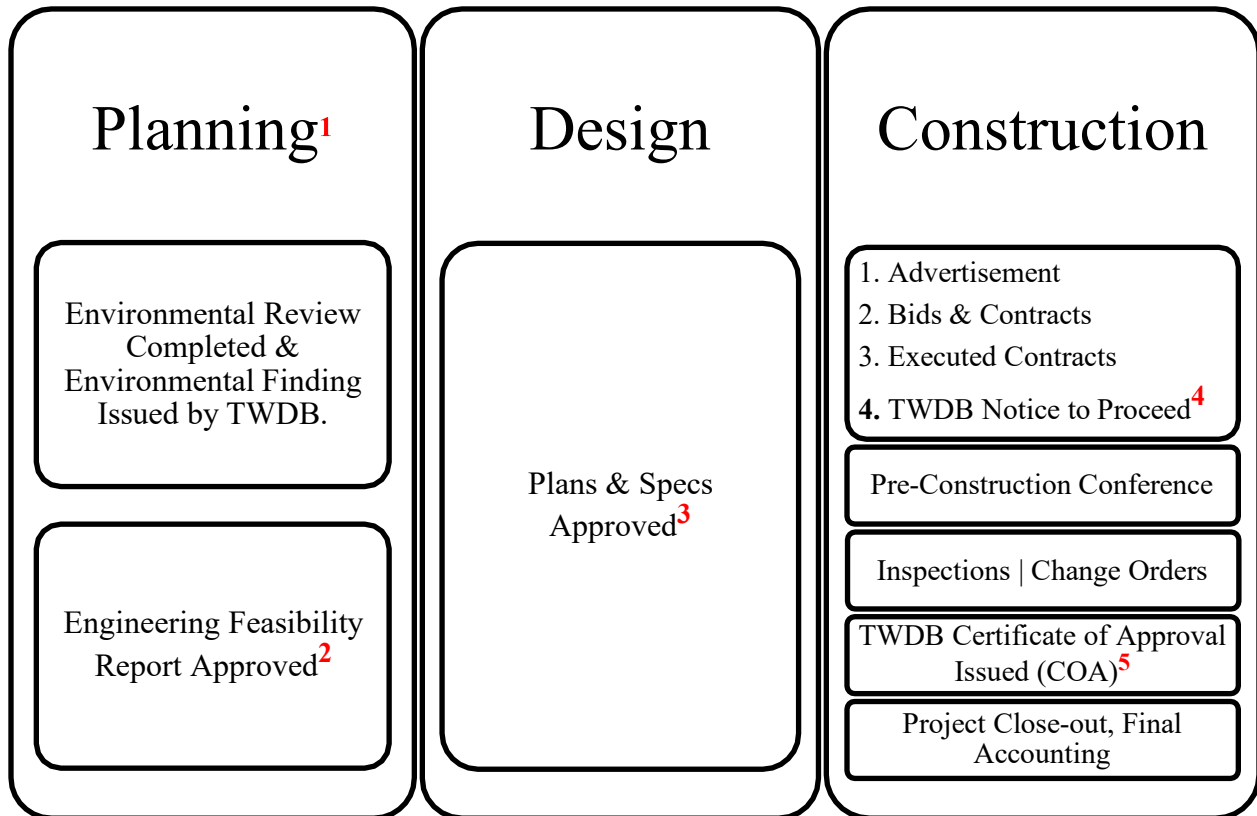 Planning1
Environmental Review
Completed &
Environmental Finding
Issued by TWDB.
Engineering Feasibility
Report Approved2
Design
Plans & Specs
Approved3
Construction
1. Advertisement
2. Bids & Contracts
3. Executed Contracts
4. TWDB Notice to Proceed4
Pre-Construction Conference
Inspections | Change Orders
TWDB Certificate of Approval
Issued (COA)5
Project Close-out, Final
Accounting